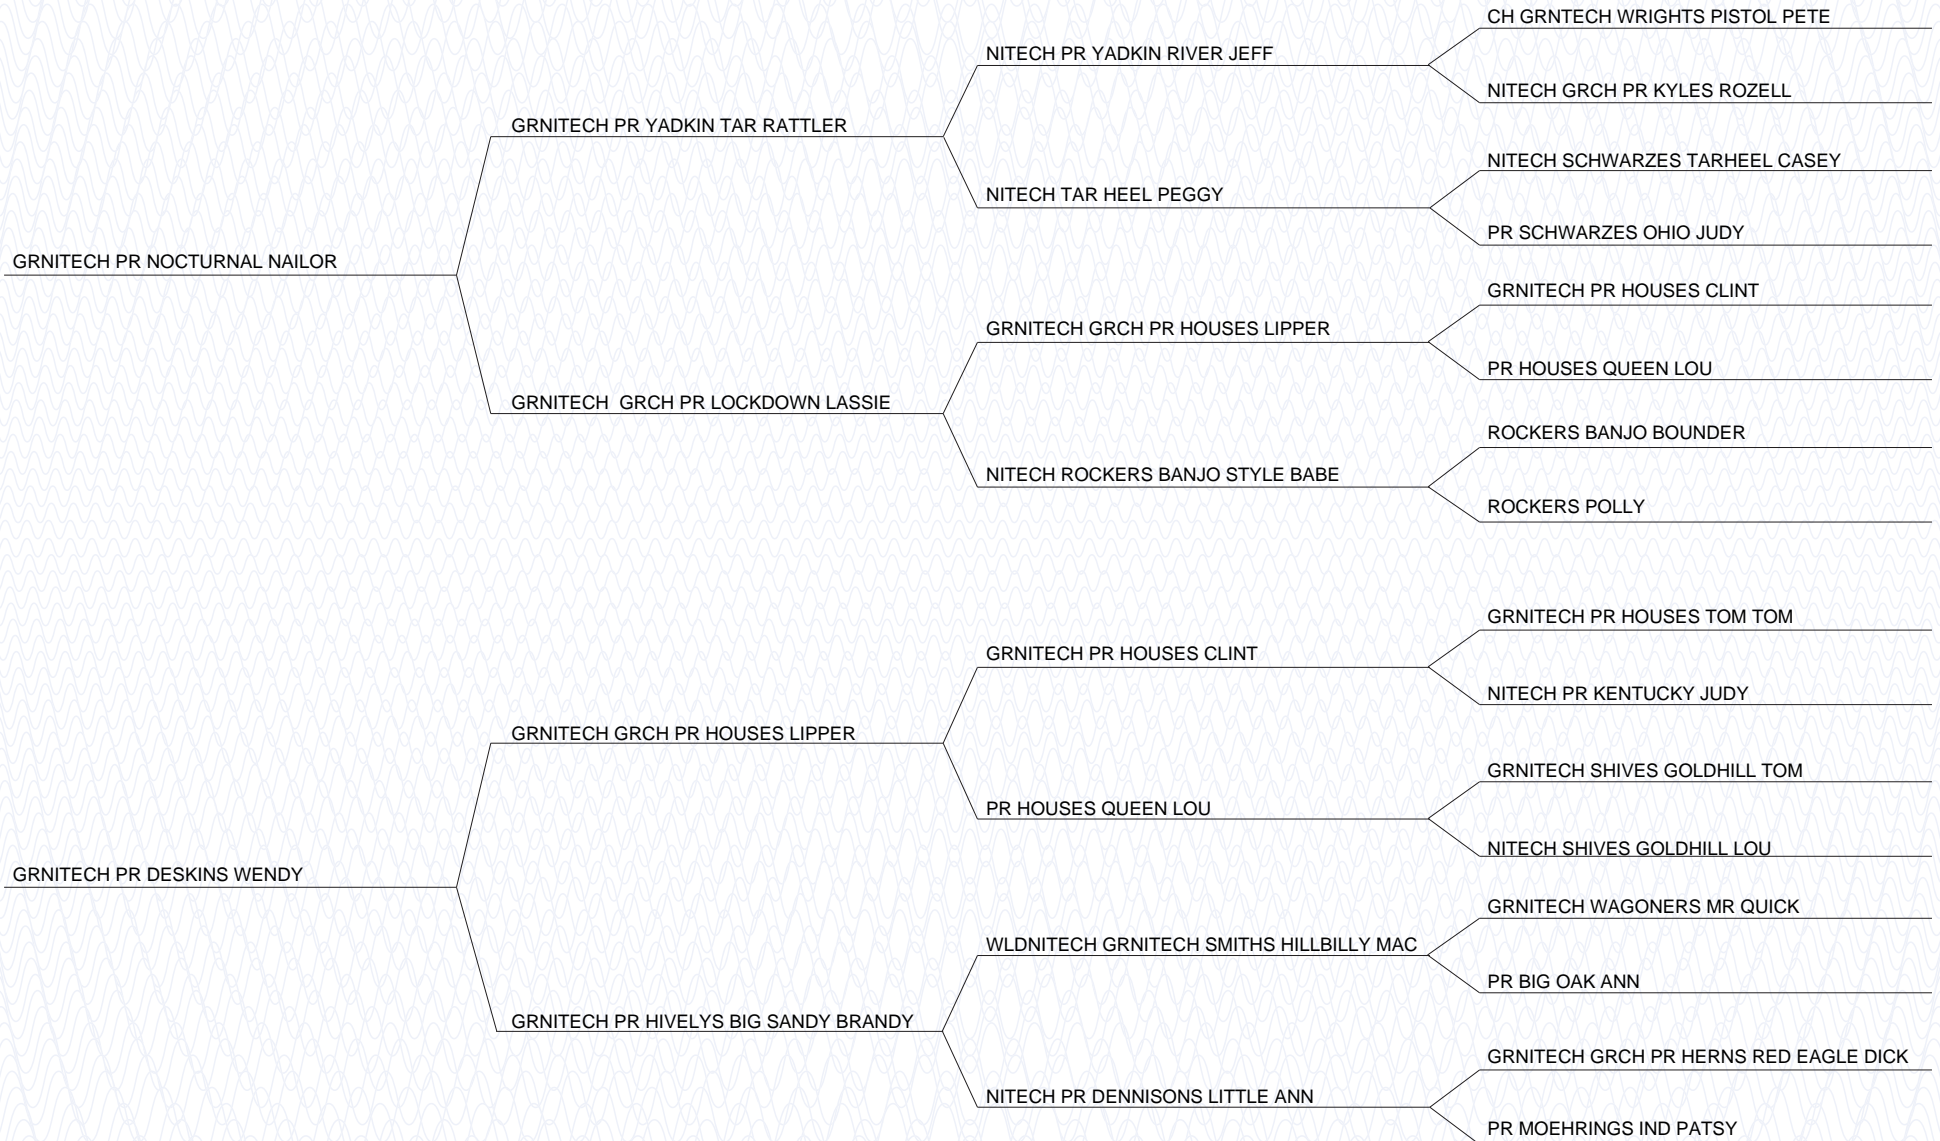 CH GRNTECH WRIGHTS PISTOL PETE
NITECH PR YADKIN RIVER JEFF
NITECH GRCH PR KYLES ROZELL
GRNITECH PR YADKIN TAR RATTLER
NITECH SCHWARZES TARHEEL CASEY
NITECH TAR HEEL PEGGY
PR SCHWARZES OHIO JUDY
GRNITECH PR NOCTURNAL NAILOR
GRNITECH PR HOUSES CLINT
GRNITECH GRCH PR HOUSES LIPPER
PR HOUSES QUEEN LOU
GRNITECH  GRCH PR LOCKDOWN LASSIE
ROCKERS BANJO BOUNDER
NITECH ROCKERS BANJO STYLE BABE
ROCKERS POLLY
GRNITECH PR HOUSES TOM TOM
GRNITECH PR HOUSES CLINT
NITECH PR KENTUCKY JUDY
GRNITECH GRCH PR HOUSES LIPPER
GRNITECH SHIVES GOLDHILL TOM
PR HOUSES QUEEN LOU
NITECH SHIVES GOLDHILL LOU
GRNITECH PR DESKINS WENDY
GRNITECH WAGONERS MR QUICK
WLDNITECH GRNITECH SMITHS HILLBILLY MAC
PR BIG OAK ANN
GRNITECH PR HIVELYS BIG SANDY BRANDY
GRNITECH GRCH PR HERNS RED EAGLE DICK
NITECH PR DENNISONS LITTLE ANN
PR MOEHRINGS IND PATSY